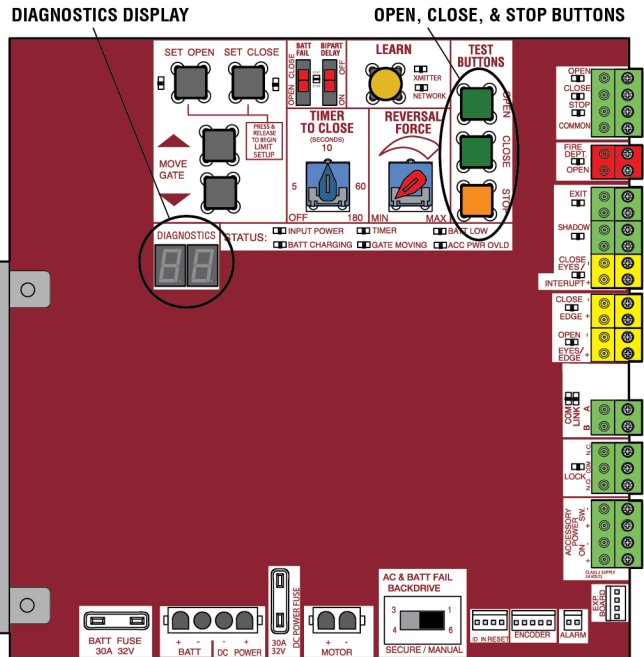 DIAGNOSTICS DISPLAY
OPEN, CLOSE, & STOP BUTTONS
SET OPEN
SET CLOSE
BATT
FAIL
BIPART
DELAY
OPEN CLOSE
OFF
ON
LEARN
XMITTER
NETWORK
TEST
BUTTONS
OPEN
CLOSE
STOP
PRESS &
RELEASE
TO BEGIN
LIMIT
SETUP
MOVE
GATE
TIMER
TO CLOSE
(SECONDS)
10
5
60
OFF
180
REVERSAL
FORCE
MIN
MAX
DIAGNOSTICS
88
STATUS:
INPUT POWER
TIMER
BATT LOW
BATT CHARGING
GATE MOVING
ACC PWR OVLD
OPEN
CLOSE
STOP
COMMON
FIRE
DEPT.
OPEN
EXIT
SHADOW
CLOSE
EYES/
INTERUPT
- +
CLOSE
EDGE
- +
OPEN
EYES/
EDGE
- +
COM
LINK
A
B
LOCK
N.C.
COM
N.O.
ACCESSORY
POWER
SW.
- +
ON
- +
CLASS 2 SUPPLY
24 VOLTS
BATT FUSE
30A 32V
+ -
BATT
+ -
DC POWER
30A
32V
DC POWER FUSE
+ -
MOTOR
AC & BATT FAIL
BACKDRIVE
3
1
4
6
SECURE / MANUAL
ID IN RESET
ENCODER
ALARM
EXP.
BOARD